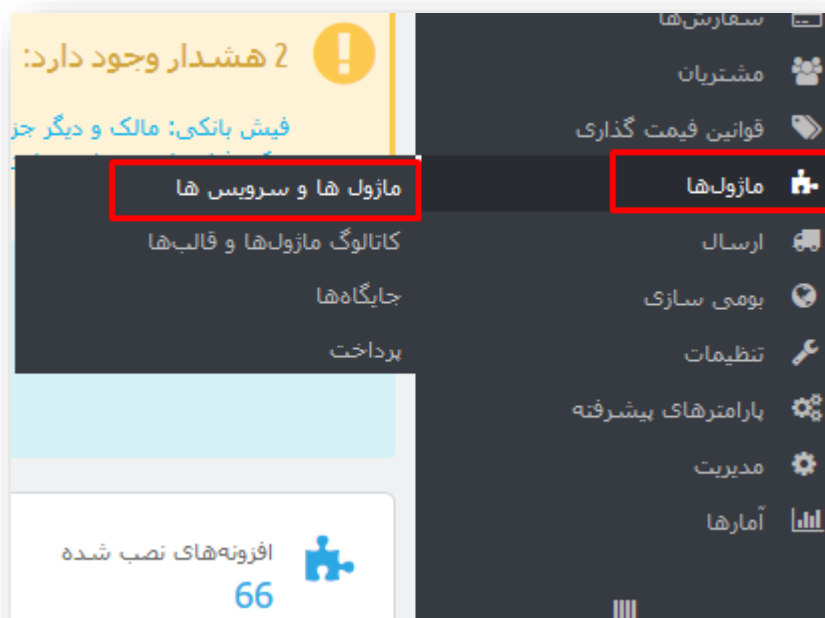 سفارش‌ها
مشتریان
قوانین قیمت گذاری
ماژول‌ها
ارسال
بومی سازی
تنظیمات
پارامترهای پیشرفته
مدیریت
آمارها
ماژول ها و سرویس ها
کاتالوگ ماژول‌ها و قالب‌ها
جایگاه‌ها
پرداخت
2 هشدار وجود دارد:
فیش بانکی: مالک و دیگر
افزونه‌های نصب شده
66